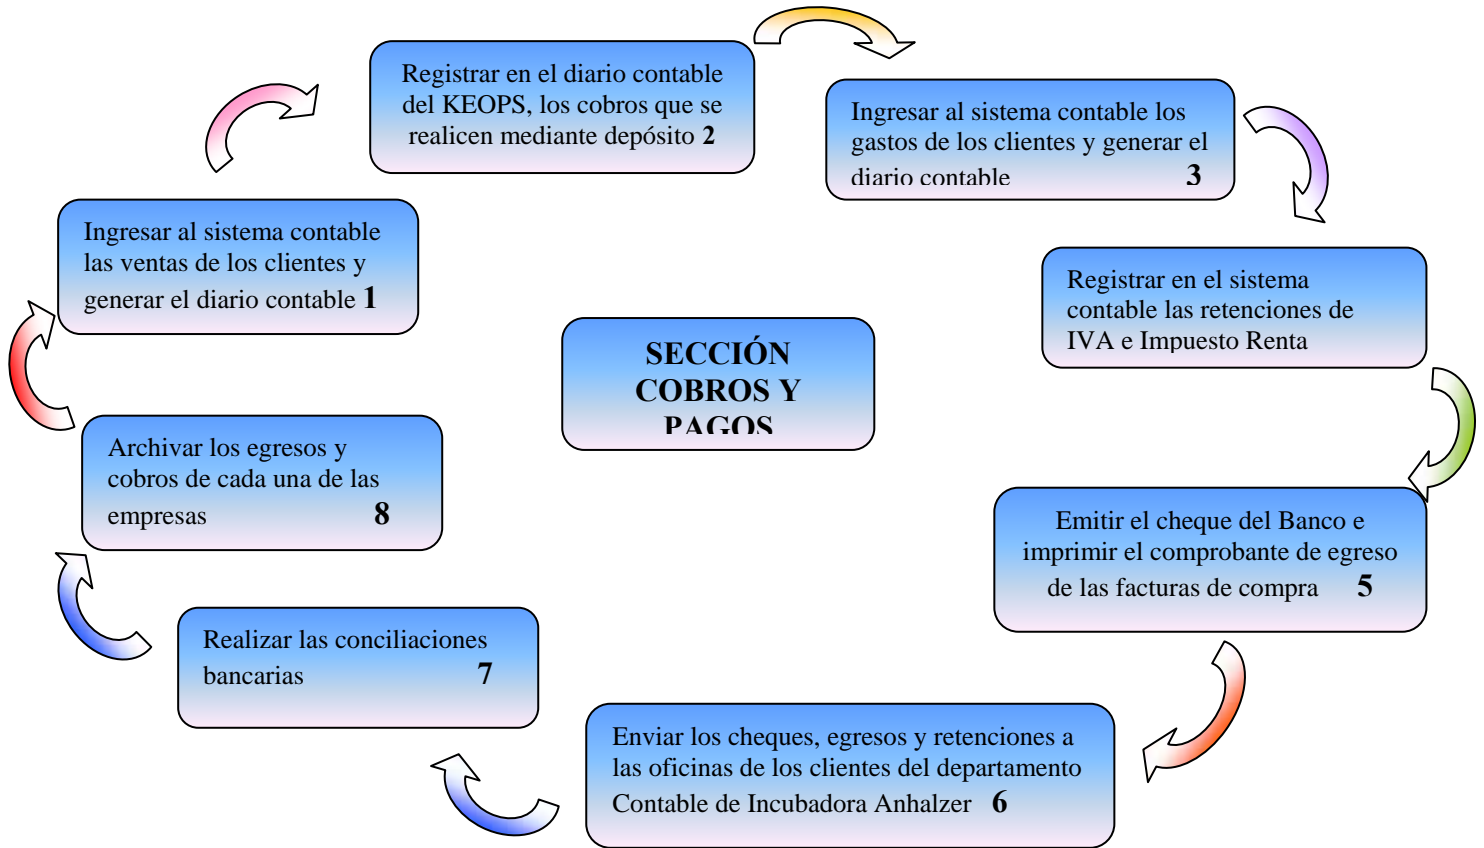 Ingresar al sistema contable
las ventas de los clientes y
generar el diario contable 1
Registrar en el diario contable
del KEOPS, los cobros que se
realicen mediante depósito 2
Ingresar al sistema contable los
gastos de los clientes y generar el
diario contable 3
Registrar en el sistema
contable las retenciones de
IVA e Impuesto Renta
Emitir el cheque del Banco e
imprimir el comprobante de egreso
de las facturas de compra 5
Enviar los cheques, egresos y retenciones a
las oficinas de los clientes del departamento
Contable de Incubadora Anhalzer 6
Realizar las conciliaciones
bancarias 7
Archivar los egresos y
cobros de cada una de las
empresas 8
SECCIÓN
COBROS Y
PAGOS